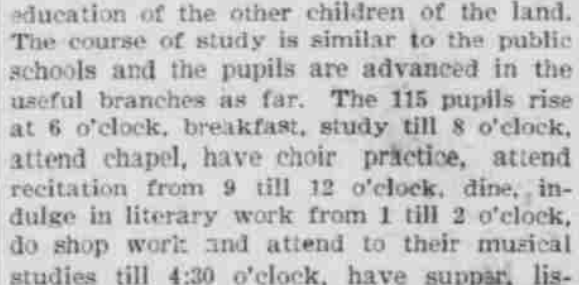 education of the other children of the land.
The course of study is similar to the public
schools and the pupils are advanced in the
useful branches as far. The 115 pupils rise
at 6 o'clock, breakfast, study till 8 o'clock,
attend chapel, have choir practice, attend
recitation from 9 till 12 o'clock, dine, in-
dulge in literary work from 1 till 2 o'clock,
do shop work and attend to their musical
studies till 4:30 o'clock, have suppar, lis-